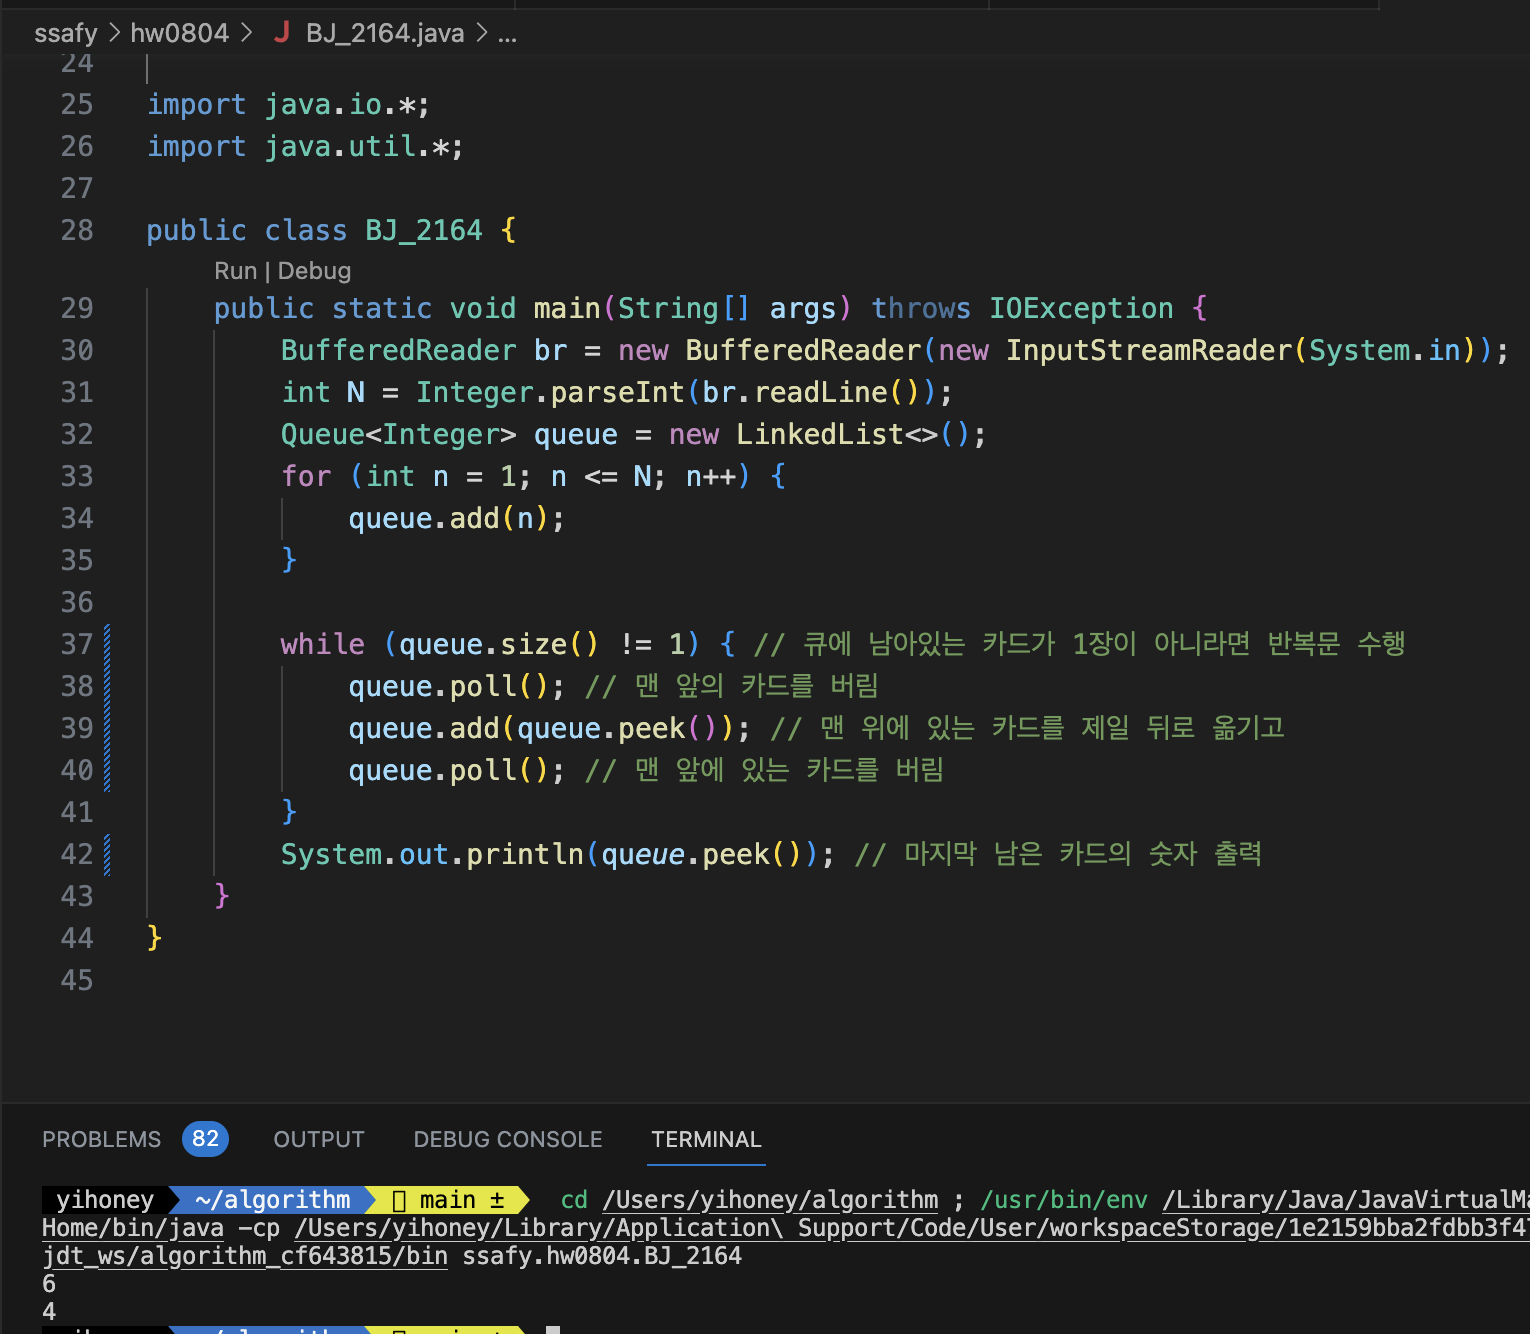 ssafy > hw0804 > J BJ_2164.java > ...
24
25 import java.io.*;
26 import java.util.*;
27
28 public class BJ_2164 {
Run | Debug
29 public static void main(String[] args) throws IOException {
30 BufferedReader br = new BufferedReader(new InputStreamReader(System.in));
31 int N = Integer.parseInt(br.readLine());
32 Queue<Integer> queue = new LinkedList<>();
33 for (int n = 1; n <= N; n++) {
34 queue.add(n);
35 }
36
37 while (queue.size() != 1) { // 큐에 남아있는 카드가 1장이 아니라면 반복문 수행
38 queue.poll(); // 맨 앞의 카드를 버림
39 queue.add(queue.peek()); // 맨 위에 있는 카드를 제일 뒤로 옮기고
40 queue.poll(); // 맨 앞에 있는 카드를 버림
41 }
42 System.out.println(queue.peek()); // 마지막 남은 카드의 숫자 출력
43 }
44 }
45
PROBLEMS 82 OUTPUT DEBUG CONSOLE TERMINAL
yihoney ~/algorithm main ± cd /Users/yihoney/algorithm ; /usr/bin/env /Library/Java/JavaVirtualMa
Home/bin/java -cp /Users/yihoney/Library/Application\ Support/Code/User/workspaceStorage/1e2159bba2fdbb3f47
jdt_ws/algorithm_cf643815/bin ssafy.hw0804.BJ_2164
6
4